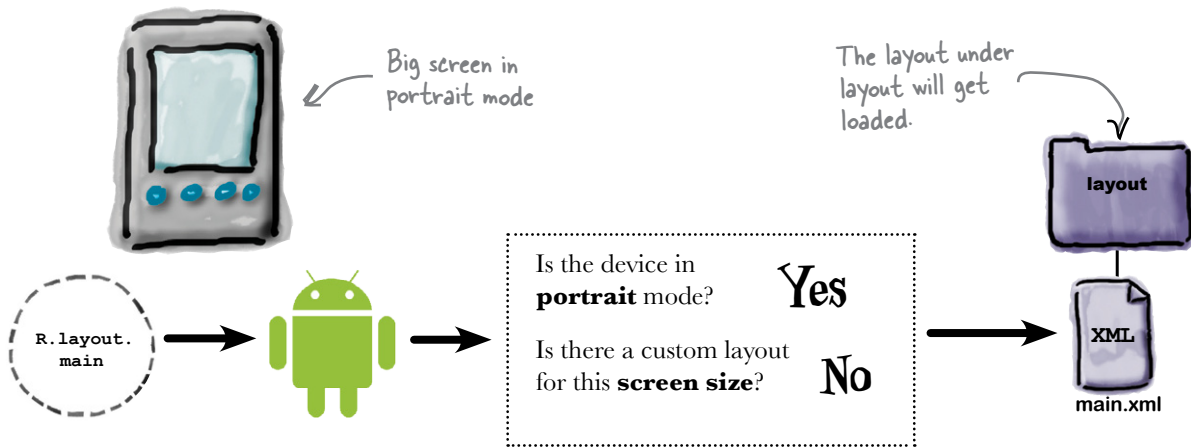 Big screen in
portrait mode
The layout under
layout will get
loaded.
layout
R.layout.
main
Is the device in
portrait mode?
Yes
Is there a custom layout
for this screen size?
No
XML
main.xml